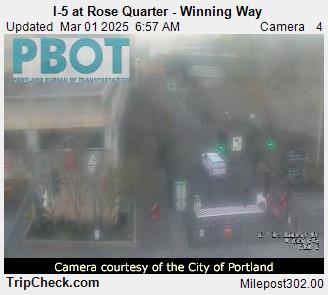 I-5 at Rose Quarter - Winning Way
Updated Mar 01 2025 6:57 AM Camera 4
PBOT
PORTLAND BUREAU OF TRANSPORTATION
Camera courtesy of the City of Portland
TripCheck.com Milepost302.00